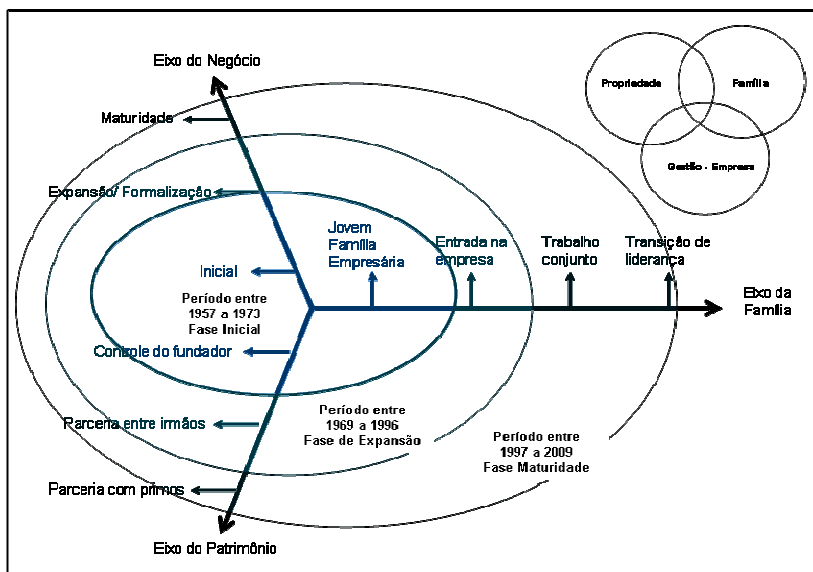 Eixo do Negócio
Propriedade
Família
Gestão - Empresa
Maturidade
Expansão/ Formalização
Inicial
Jovem
Família
Empresária
Entrada na
empresa
Trabalho
conjunto
Transição de
liderança
Período entre
1957 a 1973
Fase Inicial
Eixo da
Família
Controle do fundador
Parceria entre irmãos
Período entre
1969 a 1996
Fase de Expansão
Período entre
1997 a 2009
Fase Maturidade
Parceria com primos
Eixo do Patrimônio